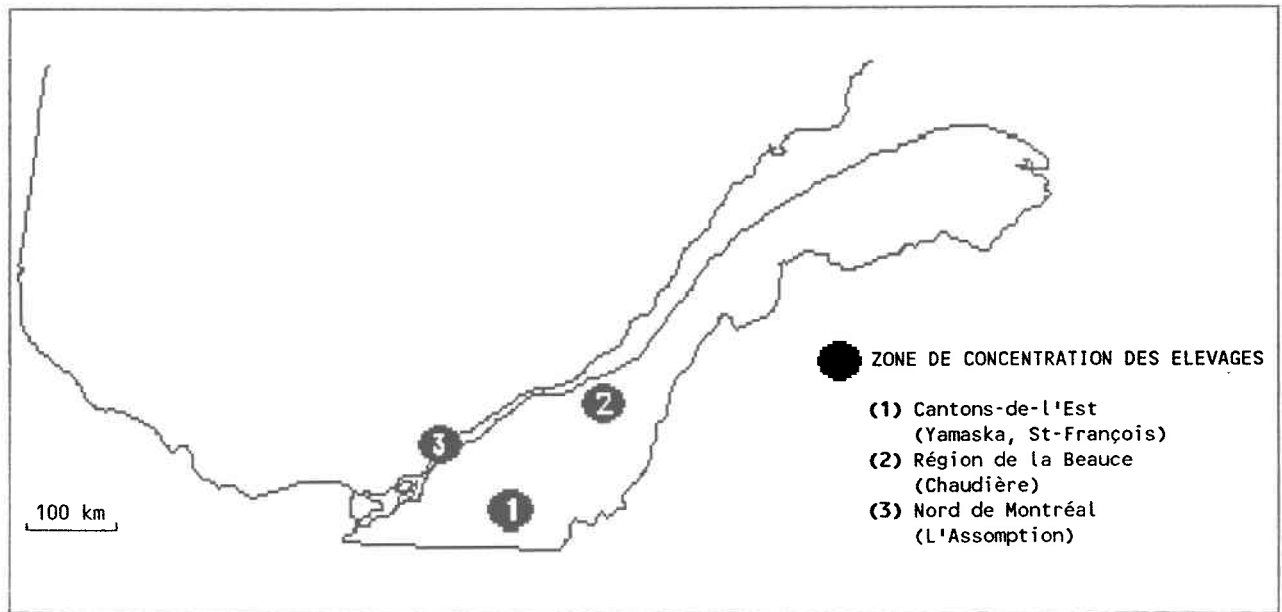 3
2
1
100 km
ZONE DE CONCENTRATION DES ELEVAGES
(1) Cantons-de-l'Est
(Yamaska, St-François)
(2) Région de la Beauce
(Chaudière)
(3) Nord de Montréal
(L'Assomption)